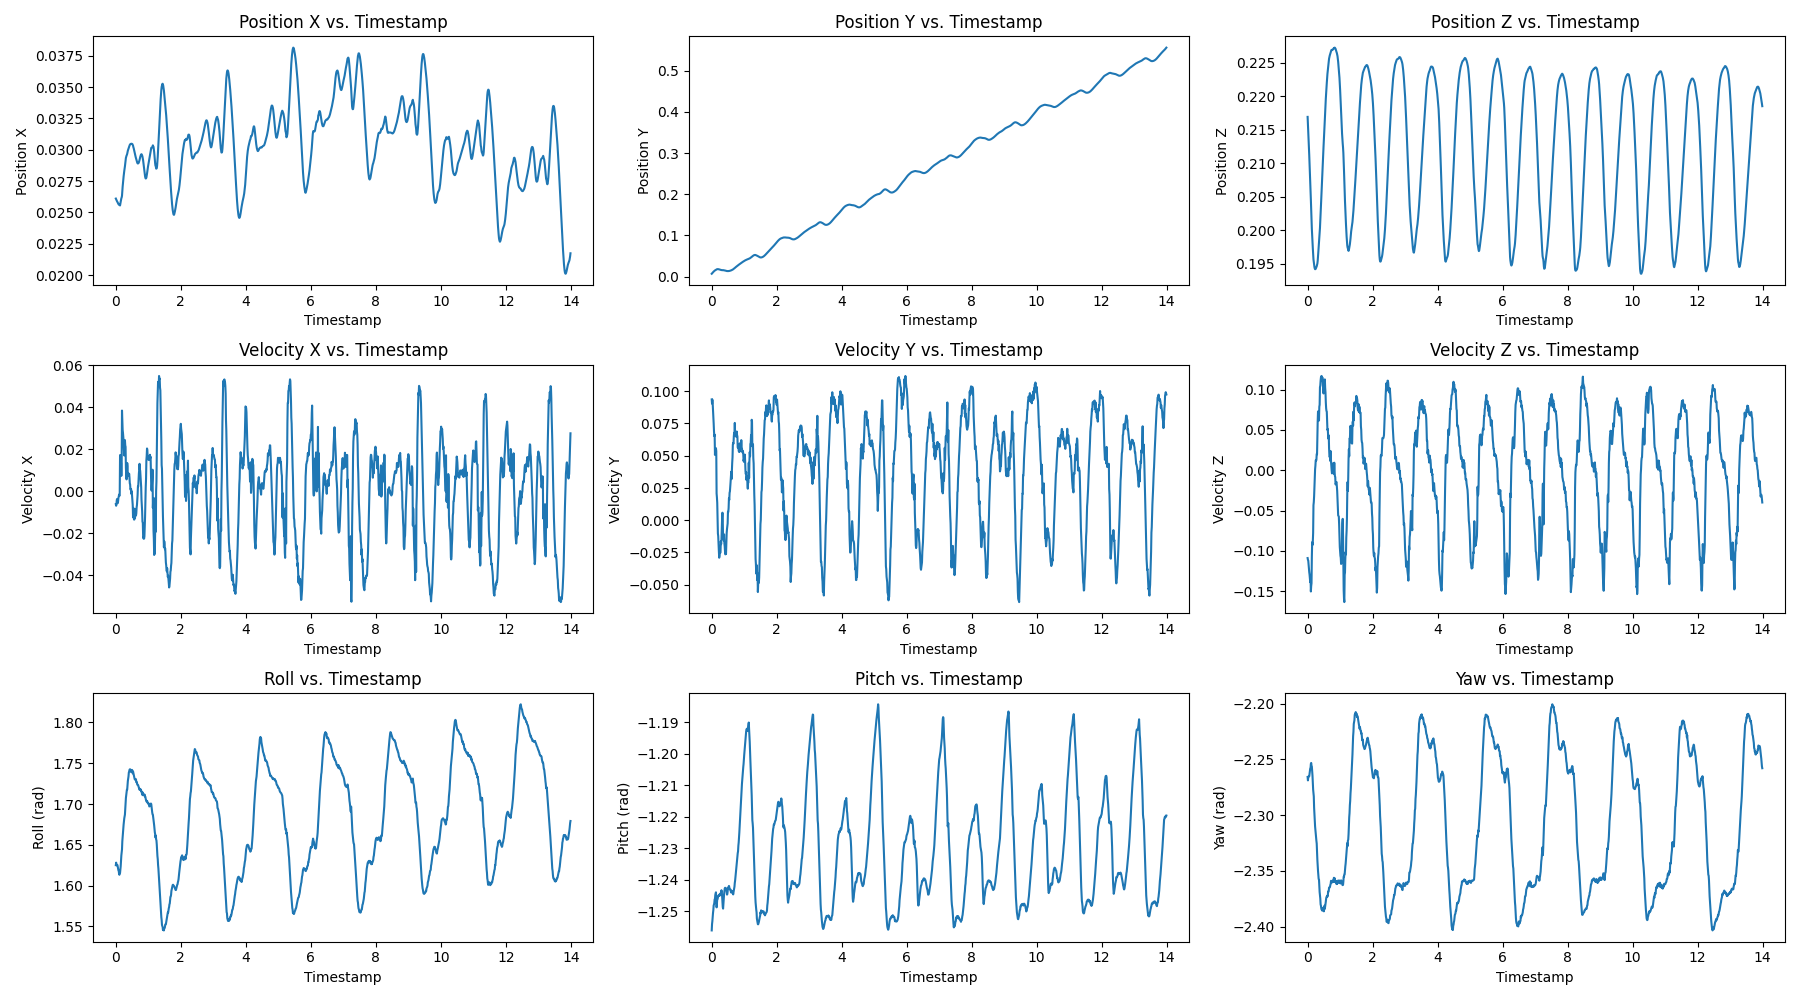 Position X vs. Timestamp
Position X
0.0375
0.0350
0.0325
0.0300
0.0275
0.0250
0.0225
0.0200
0 2 4 6 8 10 12 14
Timestamp
Position Y vs. Timestamp
Position Y
0.5
0.4
0.3
0.2
0.1
0.0
0 2 4 6 8 10 12 14
Timestamp
Position Z vs. Timestamp
Position Z
0.225
0.220
0.215
0.210
0.205
0.200
0.195
0 2 4 6 8 10 12 14
Timestamp
Velocity X vs. Timestamp
Velocity X
0.06
0.04
0.02
0.00
−0.02
−0.04
0 2 4 6 8 10 12 14
Timestamp
Velocity Y vs. Timestamp
Velocity Y
0.100
0.075
0.050
0.025
0.000
−0.025
−0.050
0 2 4 6 8 10 12 14
Timestamp
Velocity Z vs. Timestamp
Velocity Z
0.10
0.05
0.00
−0.05
−0.10
−0.15
0 2 4 6 8 10 12 14
Timestamp
Roll vs. Timestamp
Roll (rad)
1.80
1.75
1.70
1.65
1.60
1.55
0 2 4 6 8 10 12 14
Timestamp
Pitch vs. Timestamp
Pitch (rad)
−1.19
−1.20
−1.21
−1.22
−1.23
−1.24
−1.25
0 2 4 6 8 10 12 14
Timestamp
Yaw vs. Timestamp
Yaw (rad)
−2.20
−2.25
−2.30
−2.35
−2.40
0 2 4 6 8 10 12 14
Timestamp